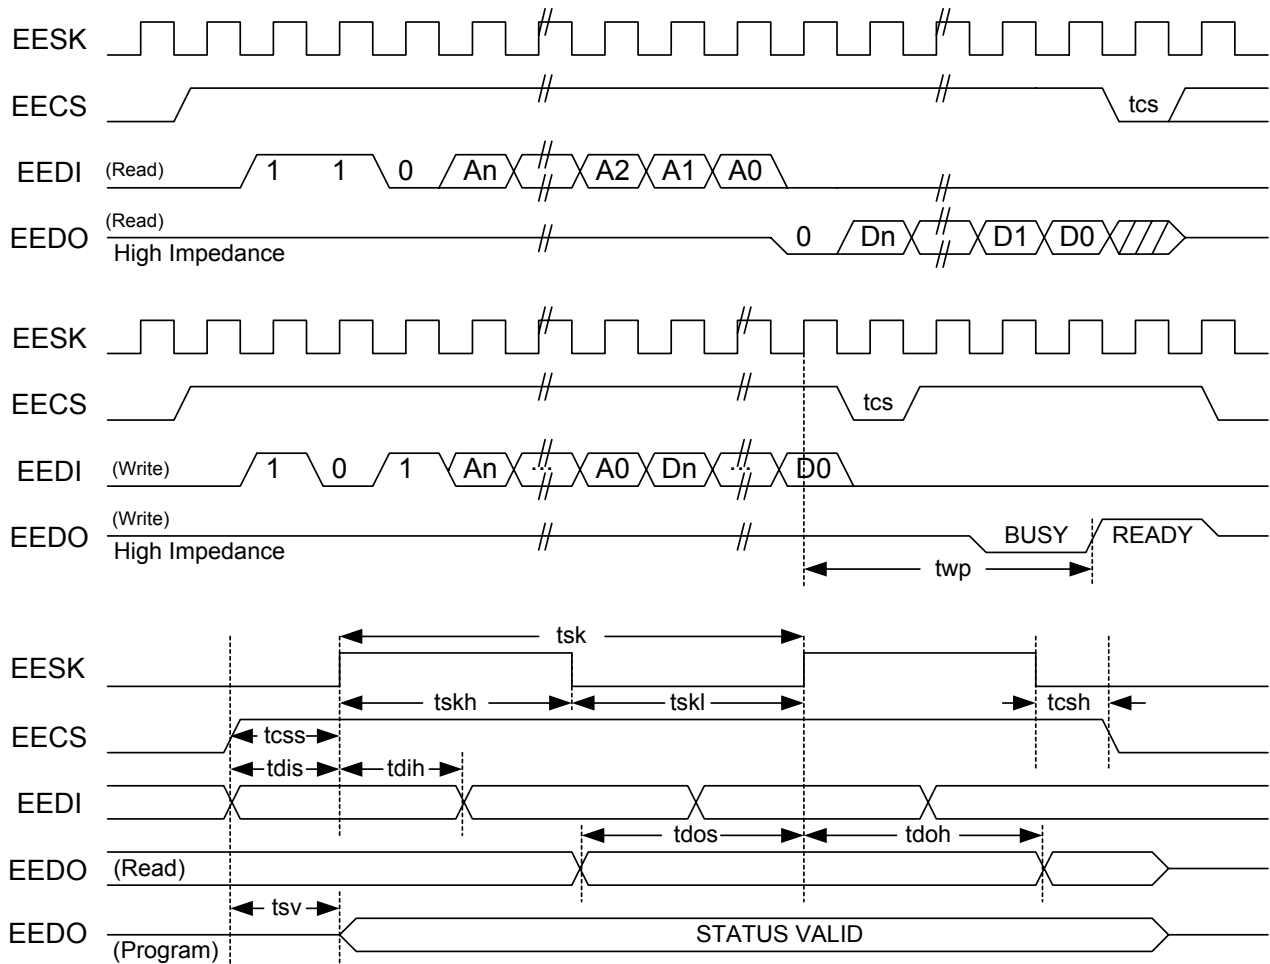 EESK
EECS
tcs
EEDI (Read) 1 1 0 An A2 A1 A0
EEDO (Read) 0 Dn D1 D0
High Impedance
EESK
EECS
tcs
EEDI (Write) 1 0 1 An ... A0 Dn ... D0
EEDO (Write) BUSY READY
High Impedance
twp
tsk
EESK
tskh tskl tcsh
EECS
tcss
tdis tdih
EEDI
tdos tdoh
EEDO (Read)
tsv
EEDO STATUS VALID
(Program)